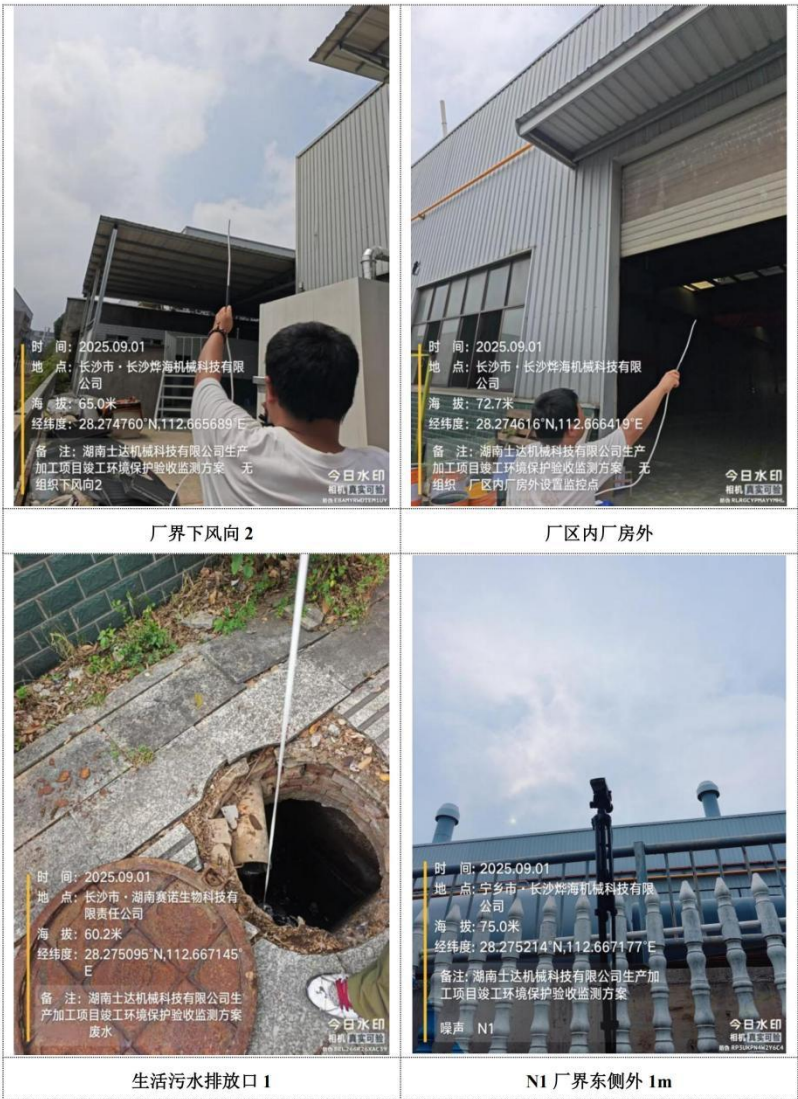 时 间: 2025.09.01
地 点: 长沙市·长沙烨海机械科技有限
公司
海 拔: 65.0米
经纬度: 28.274760°N,112.665689°E
备 注: 湖南士达机械科技有限公司生产
加工项目竣工环境保护验收监测方案 无
组织下风向2
今日水印
相机 真实可验
厂界下风向 2
时 间: 2025.09.01
地 点: 长沙市·长沙烨海机械科技有限
公司
海 拔: 72.7米
经纬度: 28.274616°N,112.666419°E
备 注: 湖南士达机械科技有限公司生产
加工项目竣工环境保护验收监测方案 无
组织 厂区内厂房外设置监控点
今日水印
相机 真实可验
厂区内厂房外
时 间: 2025.09.01
地 点: 长沙市·湖南赛诺生物科技有
限责任公司
海 拔: 60.2米
经纬度: 28.275095°N,112.667145°
E
备 注: 湖南士达机械科技有限公司生
产加工项目竣工环境保护验收监测方案
废水
今日水印
相机 真实可验
生活污水排放口 1
时 间: 2025.09.01
地 点: 宁乡市·长沙烨海机械科技有限
公司
海 拔: 75.0米
经纬度: 28.275214°N,112.667177°E
备注: 湖南士达机械科技有限公司生产加
工项目竣工环境保护验收监测方案
噪声 N1
今日水印
相机 真实可验
N1 厂界东侧外 1m